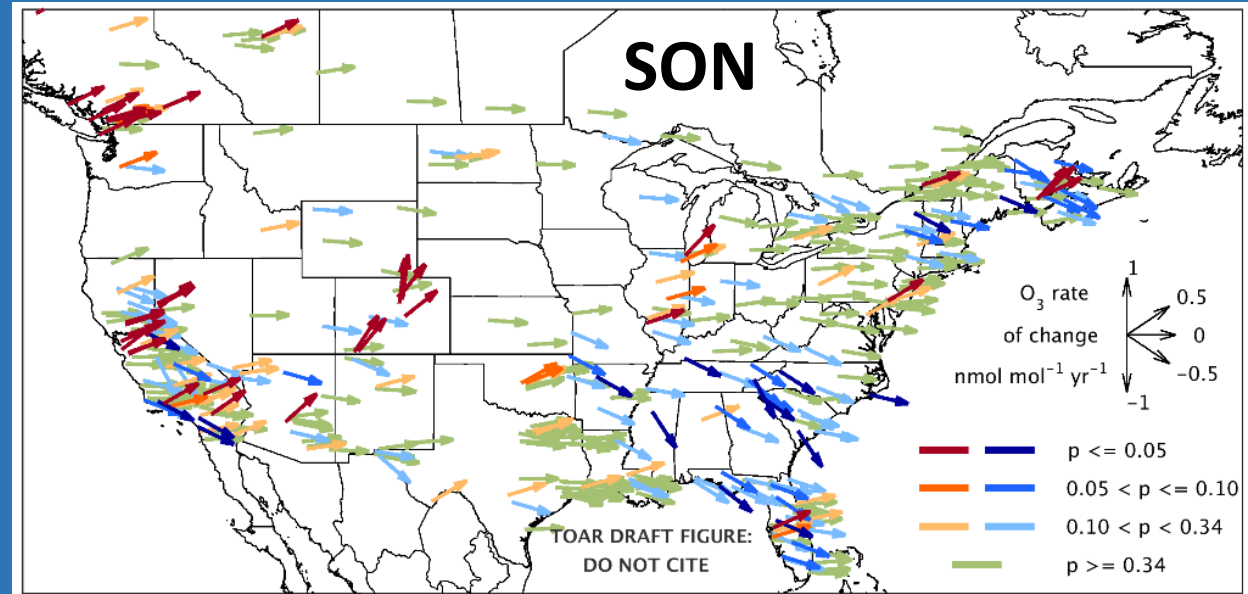 SON
1
O3 rate
0.5
of change
0
nmol mol⁻¹ yr⁻¹
-0.5
-1
p <= 0.05
0.05 < p <= 0.10
0.10 < p < 0.34
p >= 0.34
TOAR DRAFT FIGURE:
DO NOT CITE